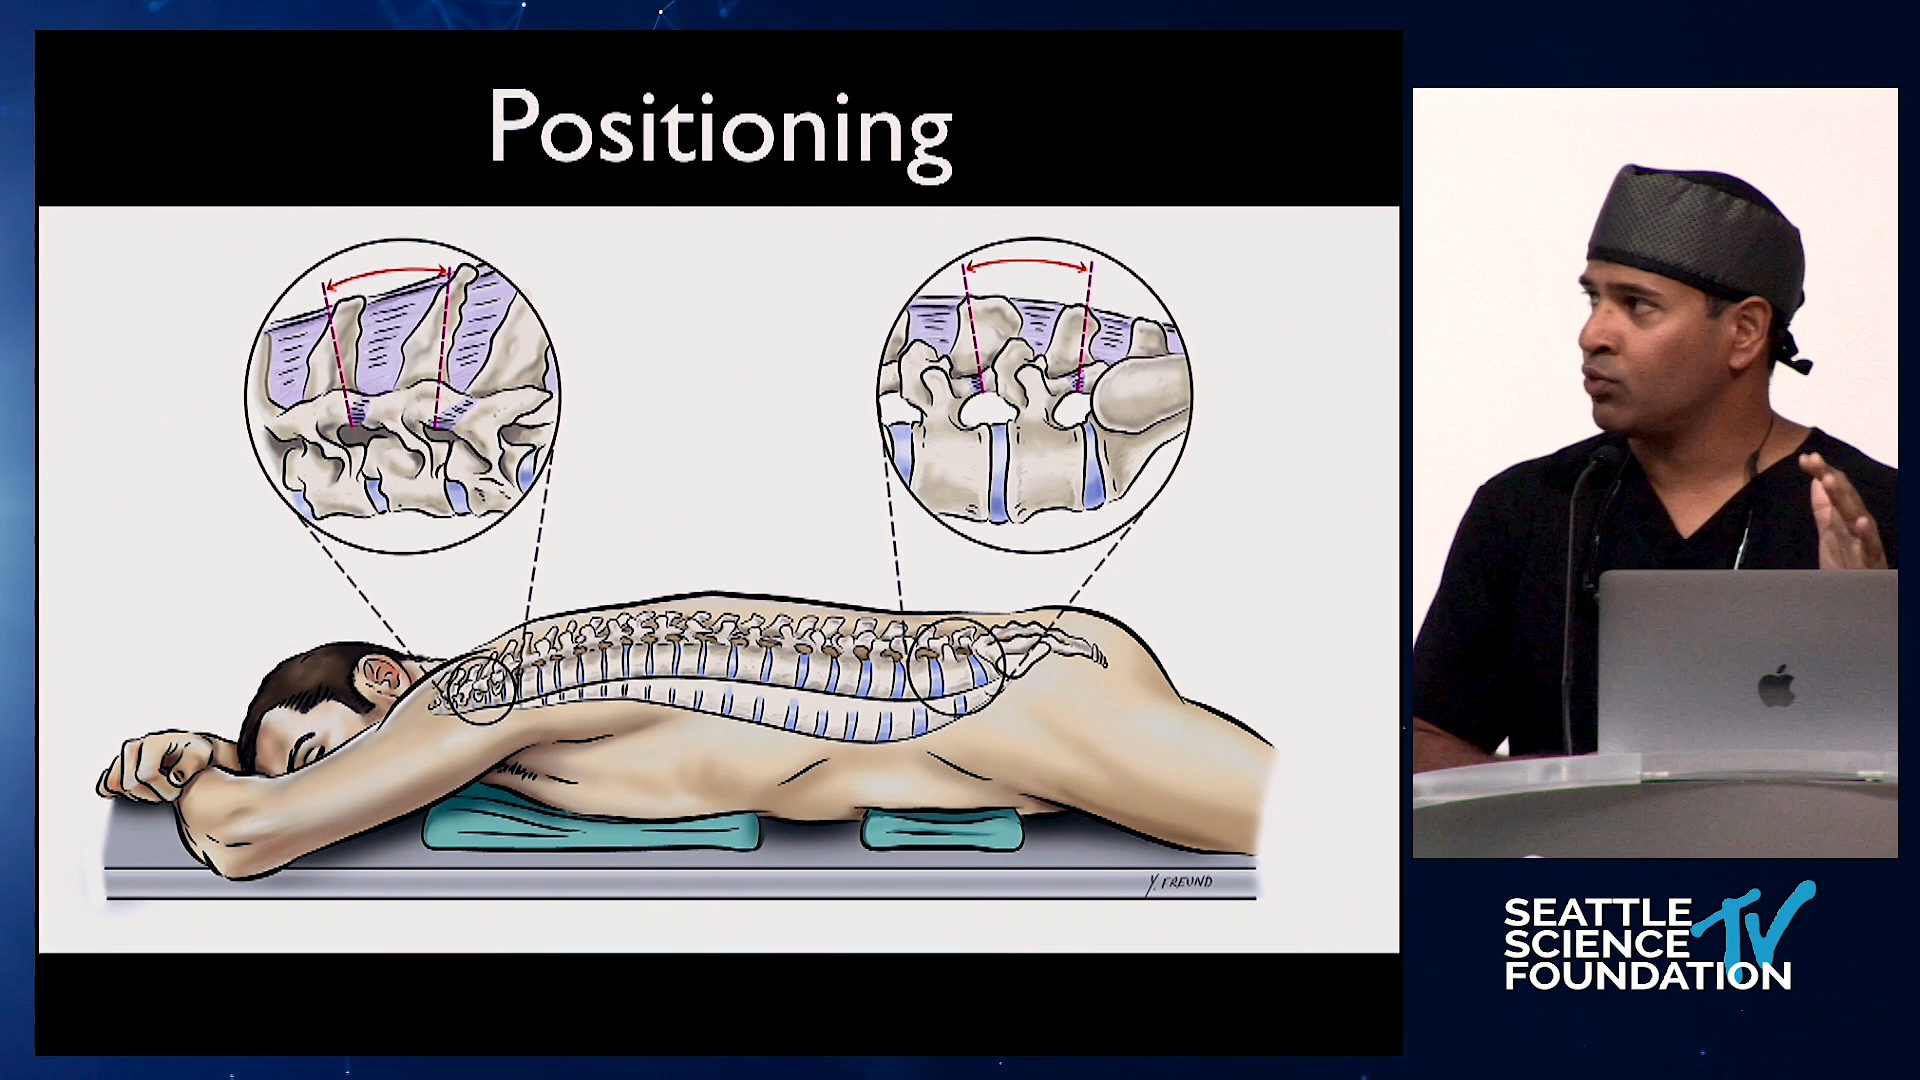 Positioning
Y. FREUND
SEATTLE
SCIENCE
FOUNDATION
TV